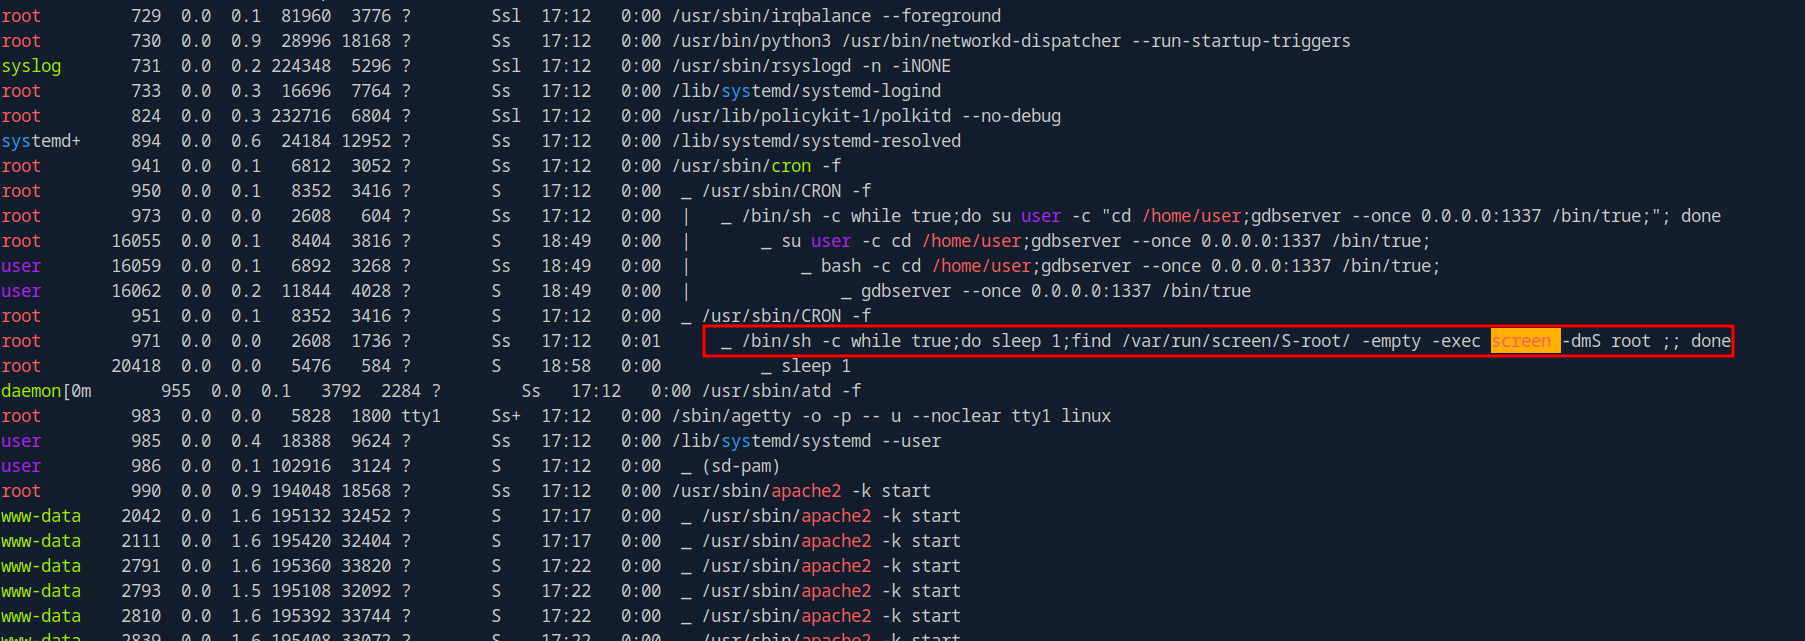 root 729 0.0 0.1 81960 3776 ? Ssl 17:12 0:00 /usr/sbin/irqbalance --foreground
root 730 0.0 0.9 28996 18168 ? Ss 17:12 0:00 /usr/bin/python3 /usr/bin/networkd-dispatcher --run-startup-triggers
syslog 731 0.0 0.2 224348 5296 ? Ssl 17:12 0:00 /usr/sbin/rsyslogd -n -iNONE
root 733 0.0 0.3 16696 7764 ? Ss 17:12 0:00 /lib/systemd/systemd-logind
root 824 0.0 0.3 232716 6804 ? Ssl 17:12 0:00 /usr/lib/policykit-1/polkitd --no-debug
systemd+ 894 0.0 0.6 24184 12952 ? Ss 17:12 0:00 /lib/systemd/systemd-resolved
root 941 0.0 0.1 6812 3052 ? Ss 17:12 0:00 /usr/sbin/cron -f
root 950 0.0 0.1 8352 3416 ? S 17:12 0:00 _ /usr/sbin/CRON -f
root 973 0.0 0.0 2608 604 ? Ss 17:12 0:00 | _ /bin/sh -c while true;do su user -c "cd /home/user;gdbserver --once 0.0.0.0:1337 /bin/true;"; done
root 16055 0.0 0.1 8404 3816 ? S 18:49 0:00 | _ su user -c cd /home/user;gdbserver --once 0.0.0.0:1337 /bin/true;
user 16059 0.0 0.1 6892 3268 ? Ss 18:49 0:00 | _ bash -c cd /home/user;gdbserver --once 0.0.0.0:1337 /bin/true;
user 16062 0.0 0.2 11844 4028 ? S 18:49 0:00 | _ gdbserver --once 0.0.0.0:1337 /bin/true
root 951 0.0 0.1 8352 3416 ? S 17:12 0:00 _ /usr/sbin/CRON -f
root 971 0.0 0.0 2608 1736 ? Ss 17:12 0:01 _ /bin/sh -c while true;do sleep 1;find /var/run/screen/S-root/ -empty -exec screen -dmS root ;; done
root 20418 0.0 0.0 5476 584 ? S 18:58 0:00 _ sleep 1
daemon[0m 955 0.0 0.1 3792 2284 ? Ss 17:12 0:00 /usr/sbin/atd -f
root 983 0.0 0.0 5828 1800 tty1 Ss+ 17:12 0:00 /sbin/agetty -o -p -- u --noclear tty1 linux
user 985 0.0 0.4 18388 9624 ? Ss 17:12 0:00 /lib/systemd/systemd --user
user 986 0.0 0.1 102916 3124 ? S 17:12 0:00 _ (sd-pam)
root 990 0.0 0.9 194048 18568 ? Ss 17:12 0:00 /usr/sbin/apache2 -k start
www-data 2042 0.0 1.6 195132 32452 ? S 17:17 0:00 _ /usr/sbin/apache2 -k start
www-data 2111 0.0 1.6 195420 32404 ? S 17:17 0:00 _ /usr/sbin/apache2 -k start
www-data 2791 0.0 1.6 195360 33820 ? S 17:22 0:00 _ /usr/sbin/apache2 -k start
www-data 2793 0.0 1.5 195108 32092 ? S 17:22 0:00 _ /usr/sbin/apache2 -k start
www-data 2810 0.0 1.6 195392 33744 ? S 17:22 0:00 _ /usr/sbin/apache2 -k start
www-data 2839 0.0 1.6 195408 33072 ? S 17:22 0:00 _ /usr/sbin/apache2 -k start